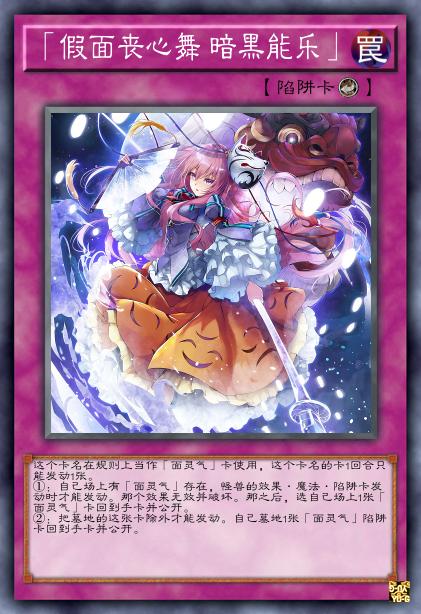 「假面丧心舞 暗黑能乐」 罠
【 陷阱卡 】
这个卡名在规则上当作「面灵气」卡使用，这个卡名的卡1回合只
能发动1张。
①：自己场上有「面灵气」存在，怪兽的效果·魔法·陷阱卡发
动时才能发动。那个效果无效并破坏。那之后，选自己场上1张「
面灵气」卡回到手卡并公开。
②：把墓地的这张卡除外才能发动。自己墓地1张「面灵气」陷阱
卡回到手卡并公开。